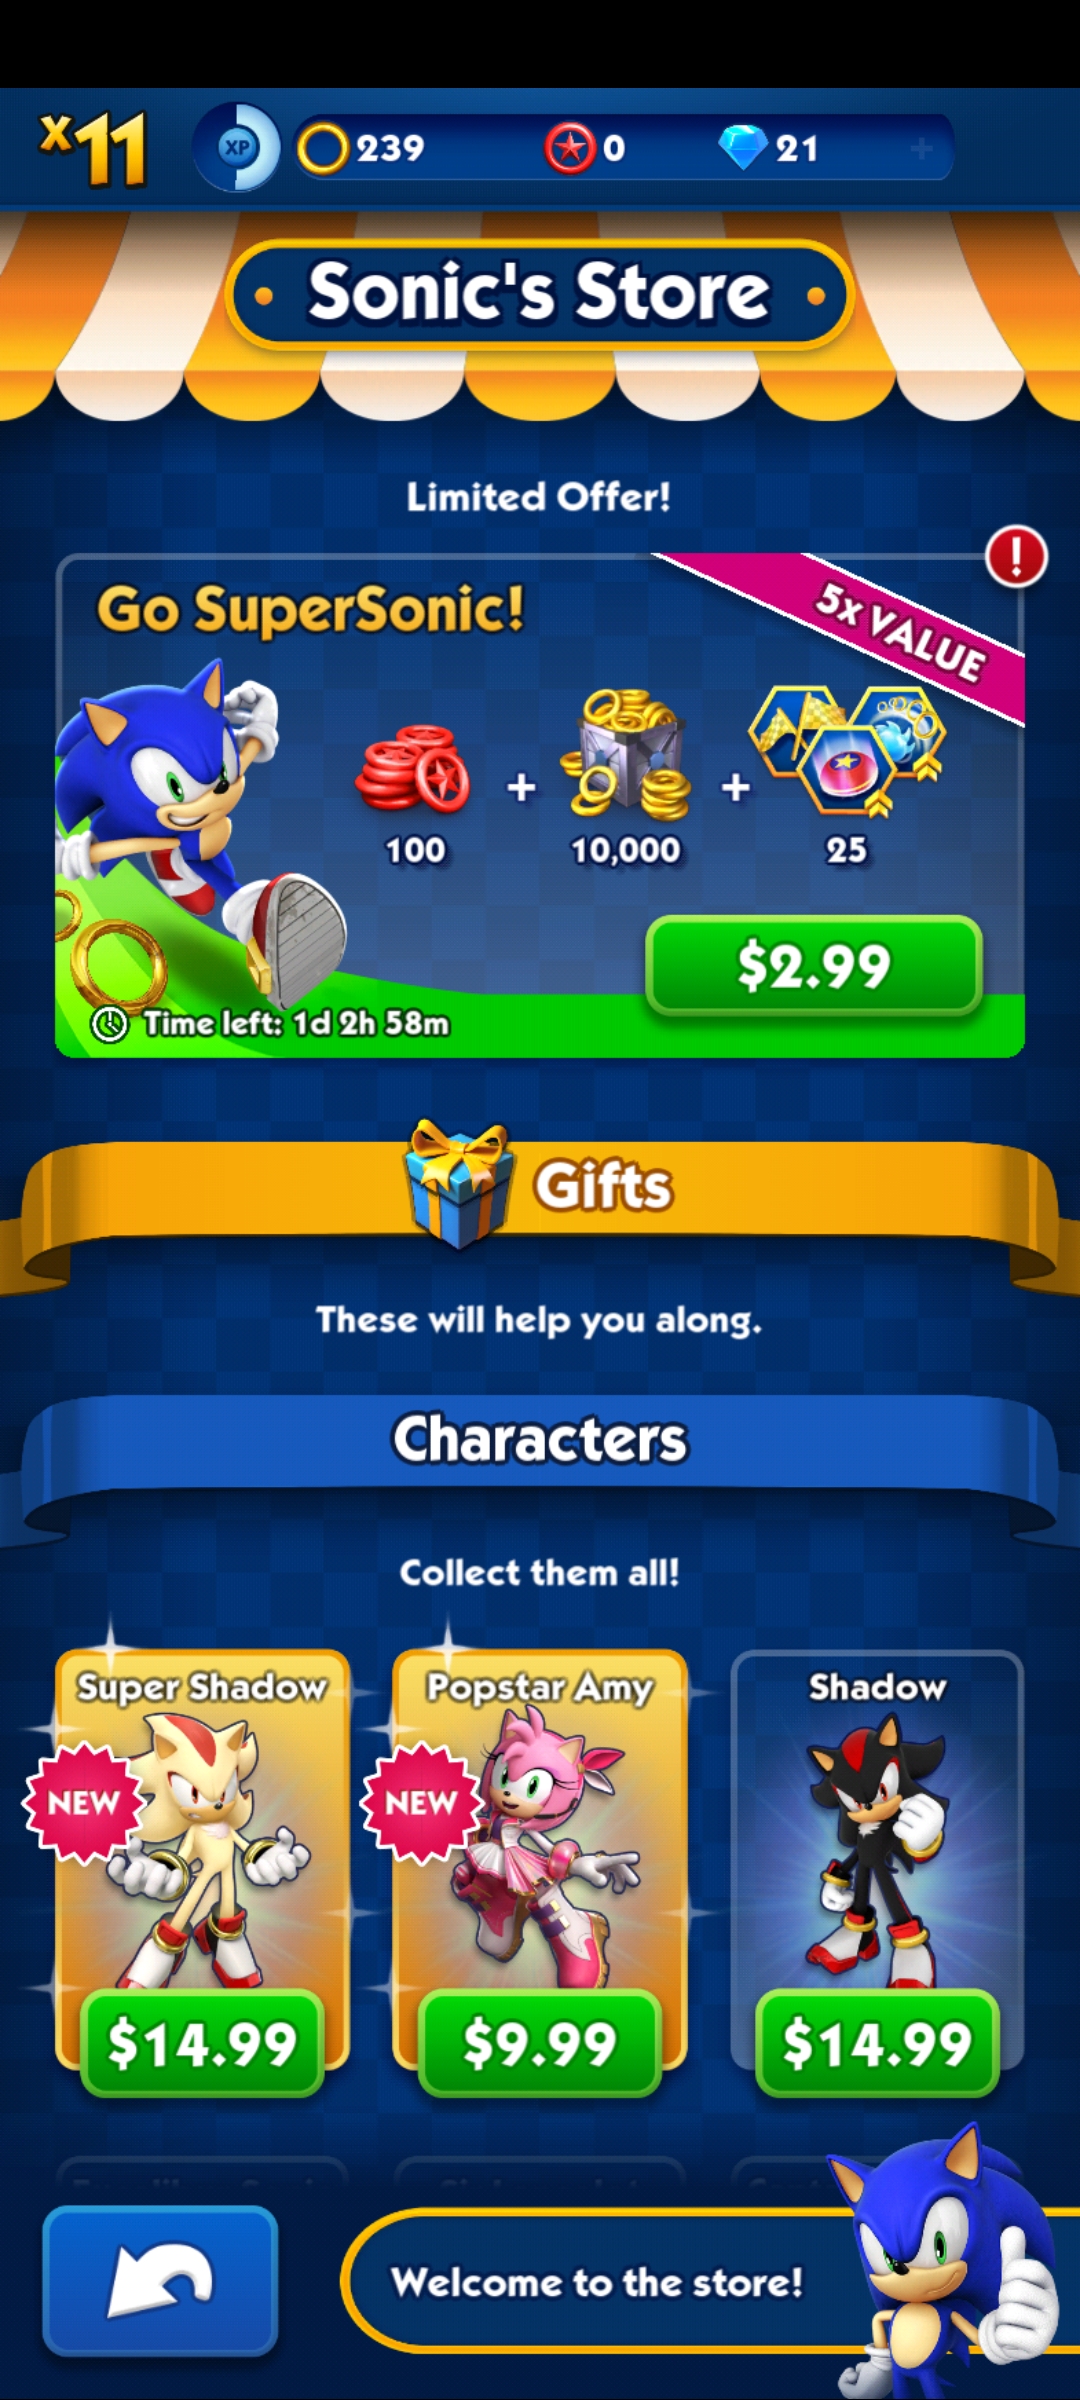 x11
XP
239
0
21
Sonic's Store
Limited Offer!
Go SuperSonic!
5x VALUE
!
+
+
100
10,000
25
$2.99
Time left: 1d 2h 58m
Gifts
These will help you along.
Characters
Collect them all!
Super Shadow
Popstar Amy
Shadow
NEW
NEW
$14.99
$9.99
$14.99
Welcome to the store!